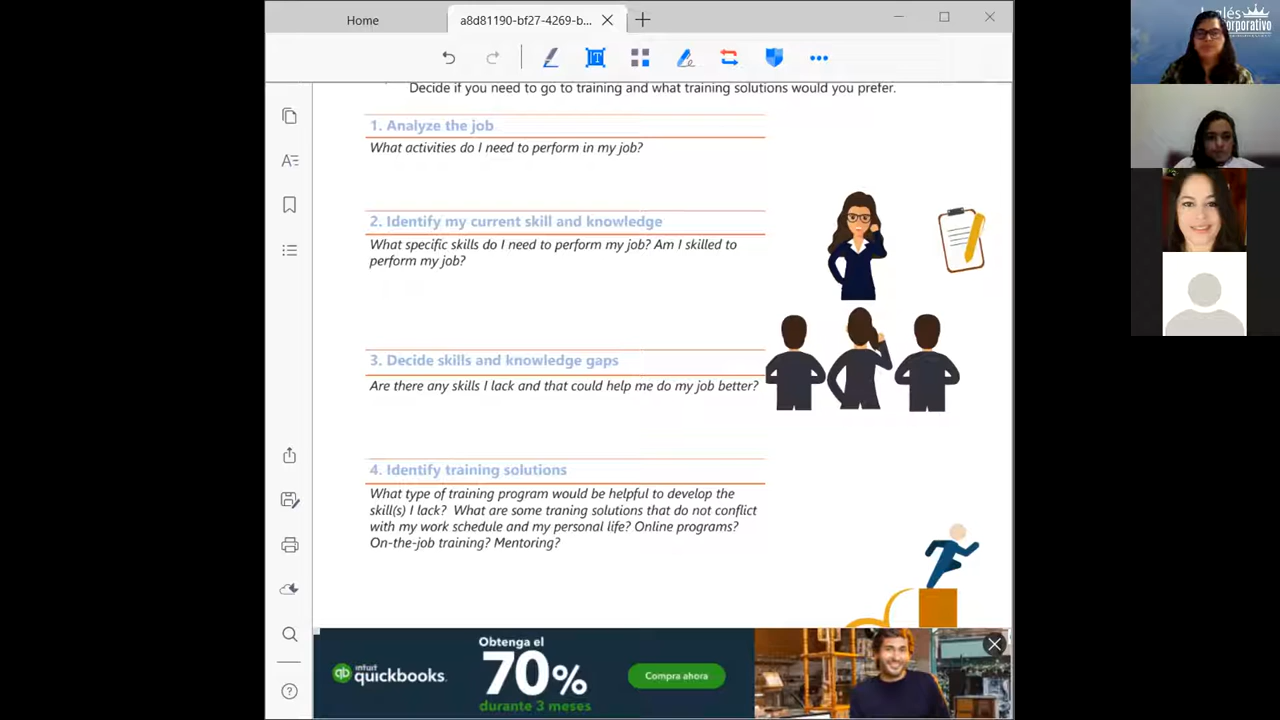 Home
a8d81190-bf27-4269-b...
Decide if you need to go to training and what training solutions would you prefer.
1. Analyze the job
What activities do I need to perform in my job?
2. Identify my current skill and knowledge
What specific skills do I need to perform my job? Am I skilled to
perform my job?
3. Decide skills and knowledge gaps
Are there any skills I lack and that could help me do my job better?
4. Identify training solutions
What type of training program would be helpful to develop the
skill(s) I lack? What are some traning solutions that do not conflict
with my work schedule and my personal life? Online programs?
On-the-job training? Mentoring?
intuit
quickbooks.
Obtenga el
70%
durante 3 meses
Compra ahora